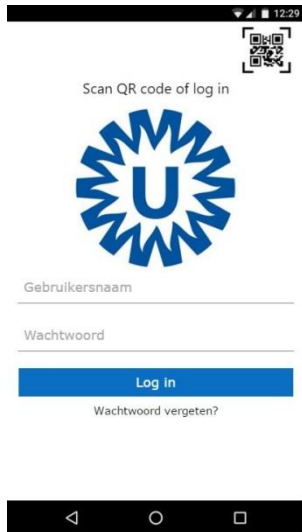 12:29
Scan QR code of log in
U
Gebruikersnaam
Wachtwoord
Log in
Wachtwoord vergeten?